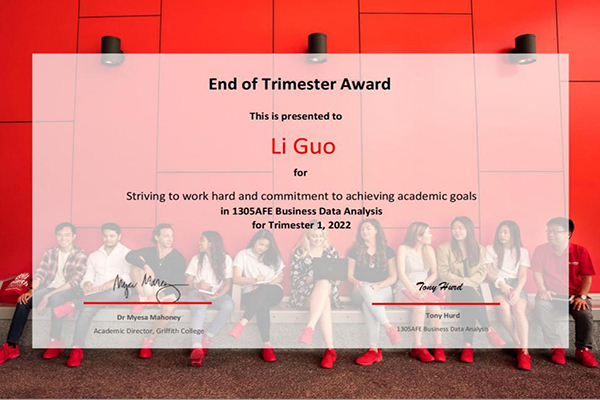 End of Trimester Award
This is presented to
Li Guo
for
Striving to work hard and commitment to achieving academic goals
in 1305AFE Business Data Analysis
for Trimester 1, 2022
Myesa Mahoney
Tony Hurd
Dr Myesa Mahoney
Tony Hurd
Academic Director, Griffith College
1305AFE Business Data Analysis